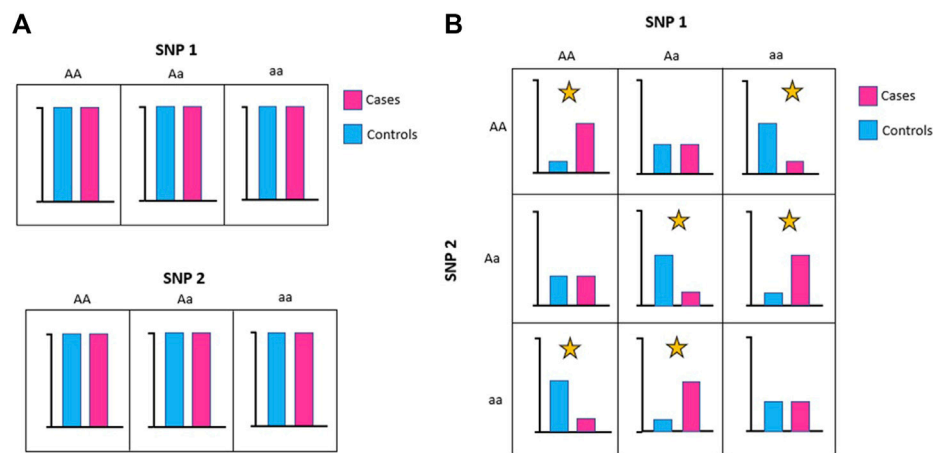 A
SNP 1
AA Aa aa
Cases
Controls
SNP 2
AA Aa aa
B
SNP 1
AA Aa aa
Cases
Controls
SNP 2
AA
Aa
aa